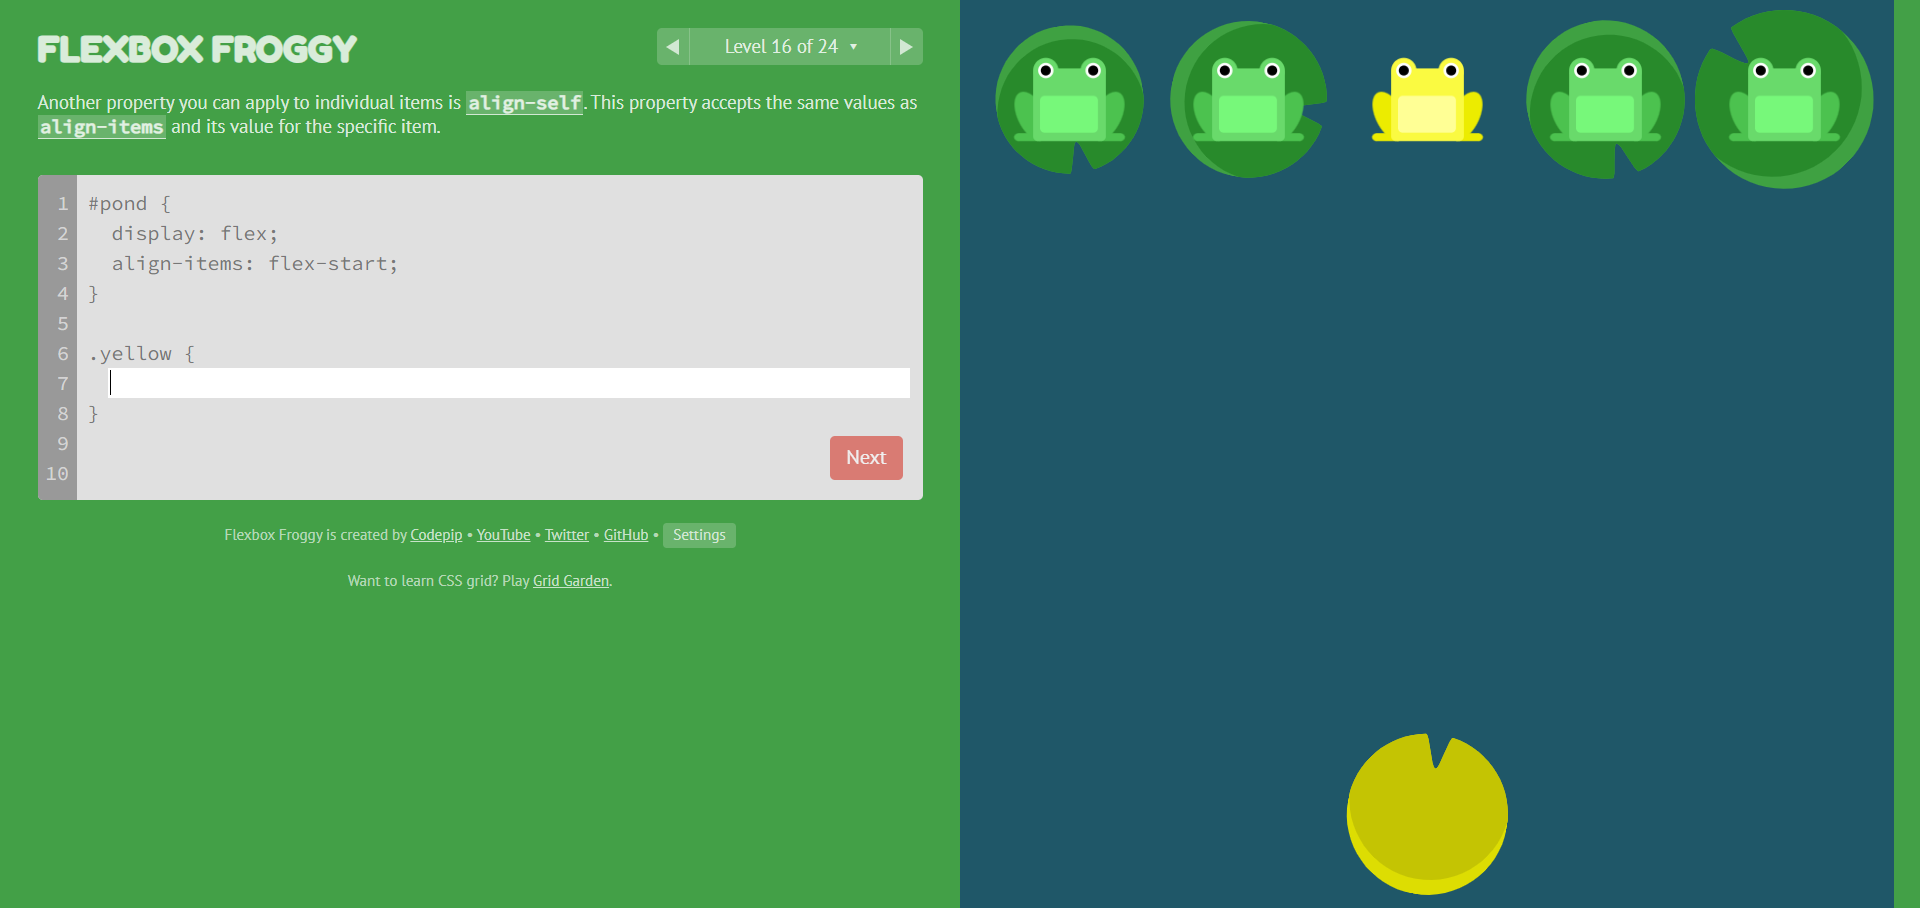 FLEXBOX FROGGY
Level 16 of 24 ▼
Another property you can apply to individual items is align-self. This property accepts the same values as
align-items and its value for the specific item.
1 #pond {
2 display: flex;
3 align-items: flex-start;
4 }
5
6 .yellow {
7
8 }
9
10
Next
Flexbox Froggy is created by Codepip • YouTube • Twitter • GitHub • Settings
Want to learn CSS grid? Play Grid Garden.